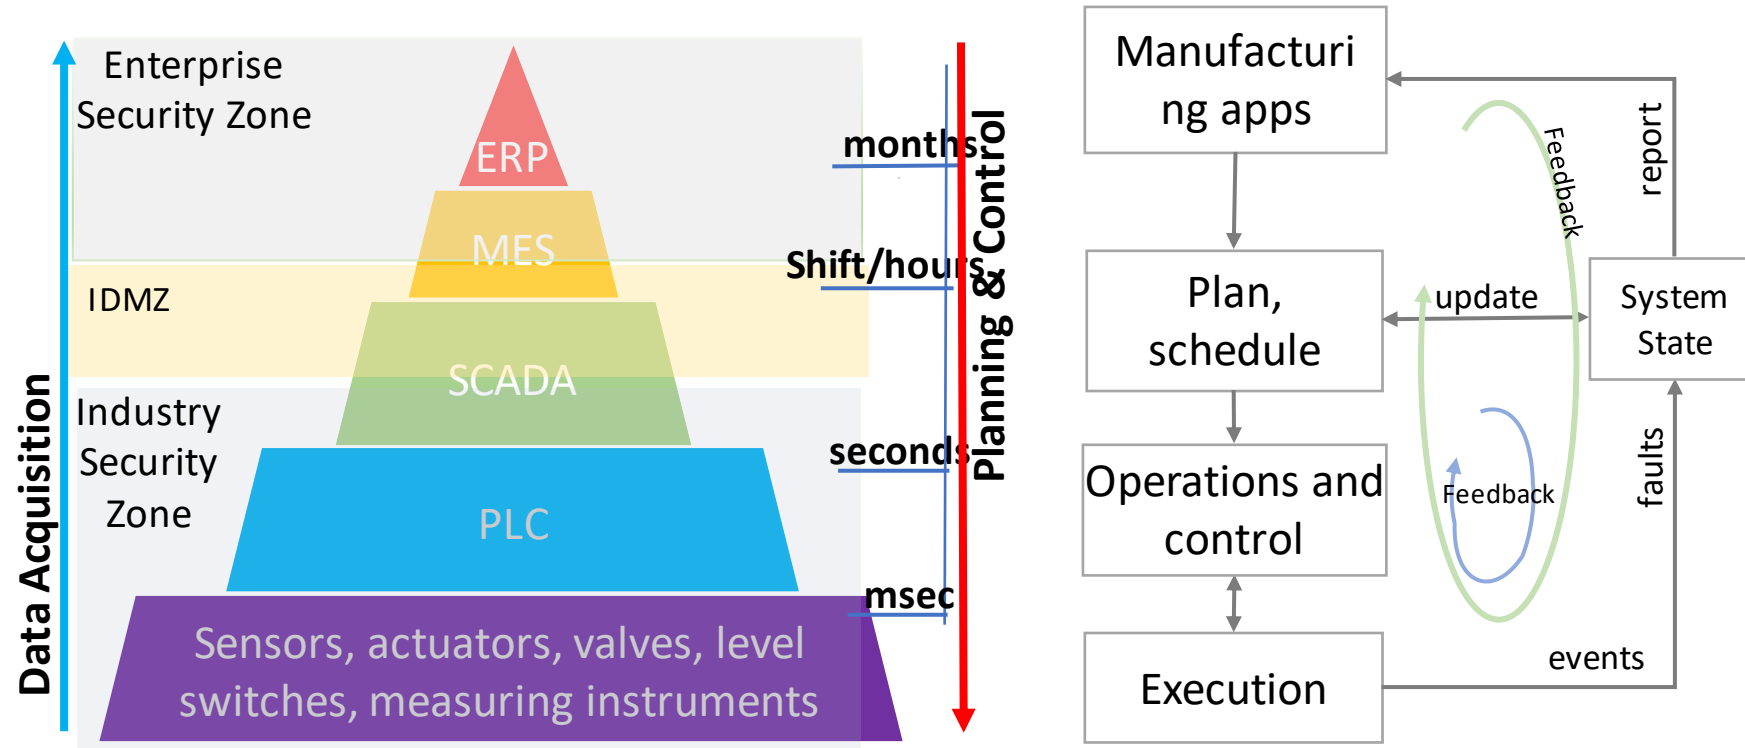 Enterprise
Security Zone
ERP
MES
IDMZ
SCADA
Industry
Security
Zone
PLC
Sensors, actuators, valves, level
switches, measuring instruments
Data Acquisition
months
Shift/hours
seconds
msec
Planning & Control
Manufacturi
ng apps
Plan,
schedule
Operations and
control
Execution
update
System
State
report
faults
events
Feedback
Feedback